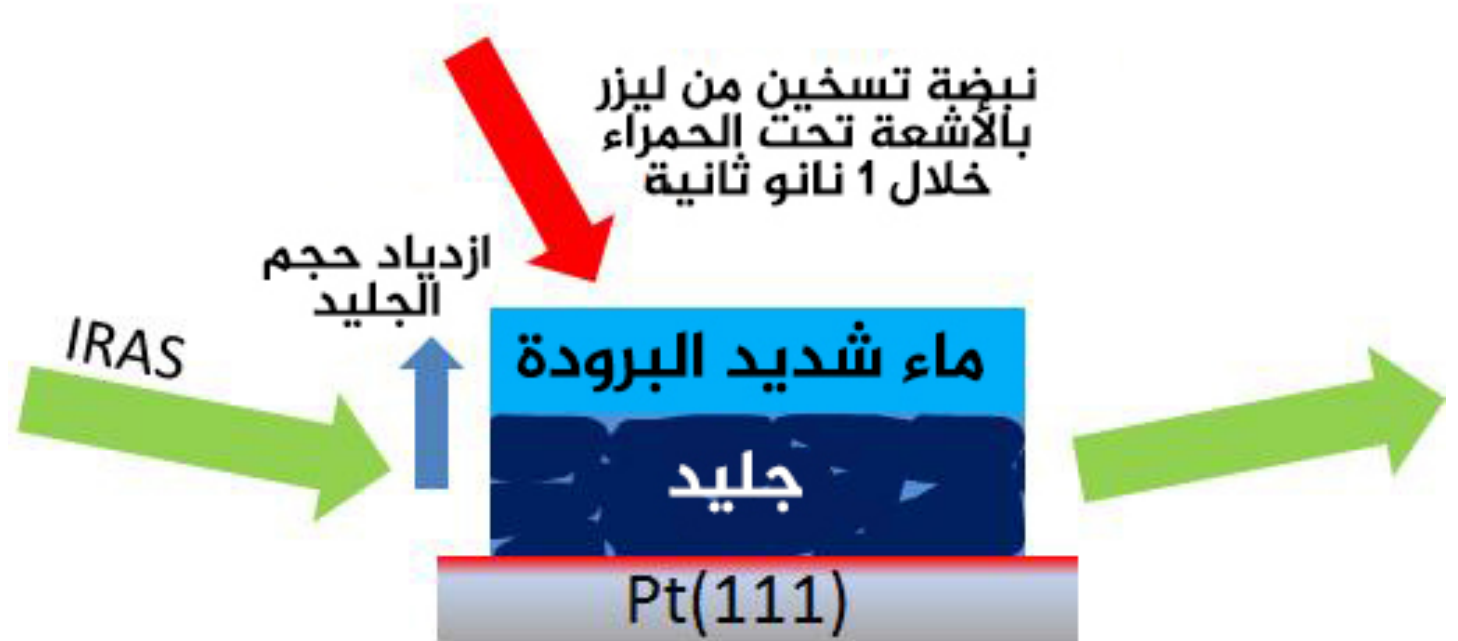 نبضة تسخين من ليزر
بالأشعة تحت الحمراء
خلال 1 نانو ثانية
ازدياد حجم
الجليد
IRAS
ماء شديد البرودة
جليد
Pt(111)